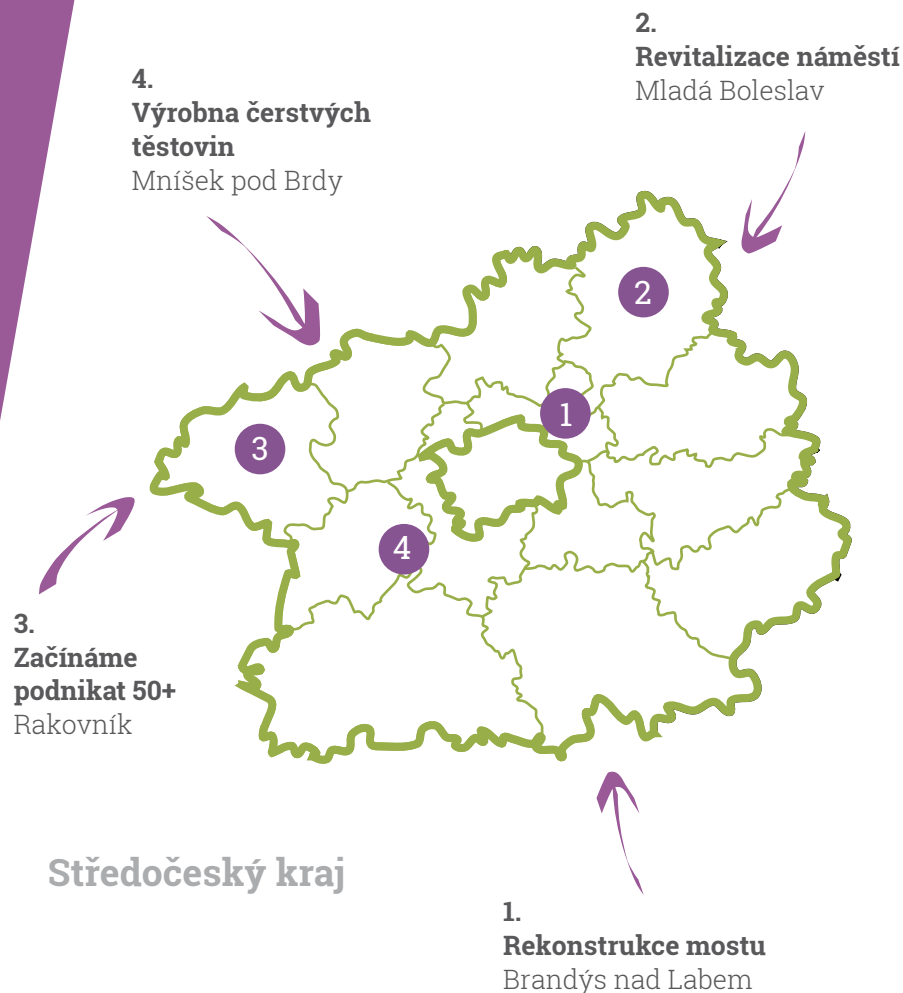 2.
Revitalizace náměstí
Mladá Boleslav
4.
Výrobna čerstvých
těstovin
Mníšek pod Brdy
2
1
3
4
3.
Začínáme
podnikat 50+
Rakovník
Středočeský kraj
1.
Rekonstrukce mostu
Brandýs nad Labem